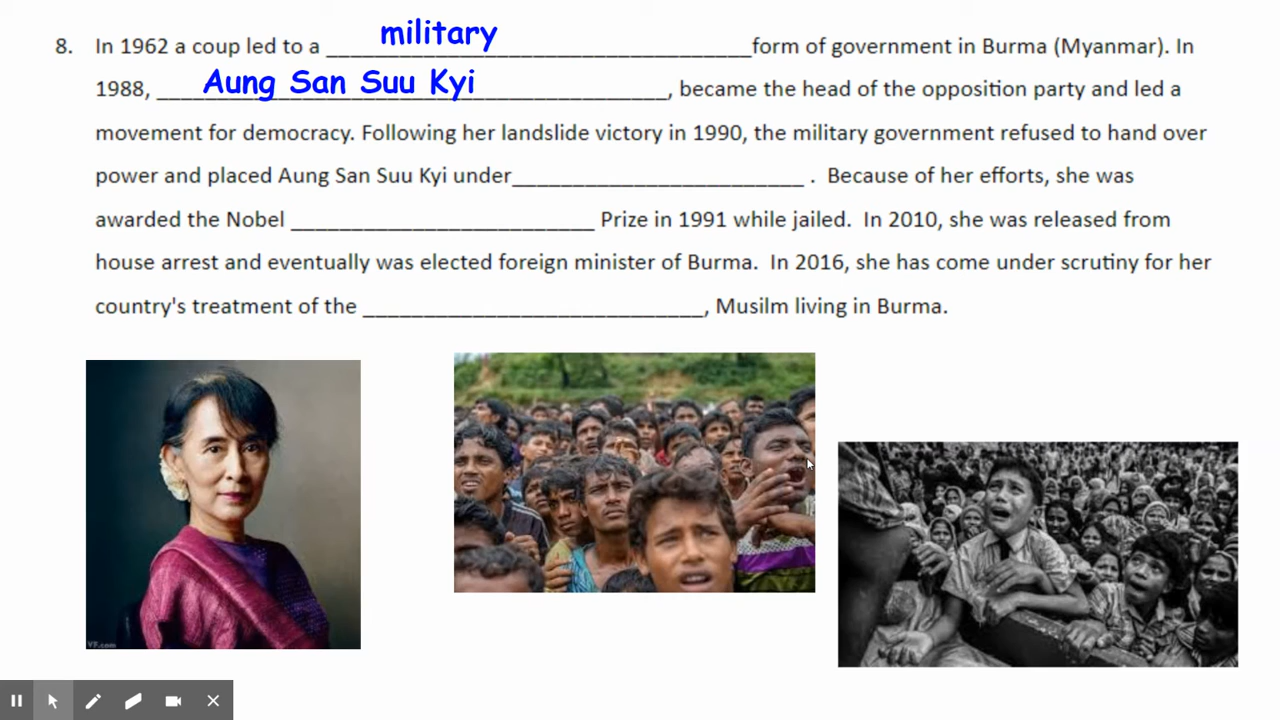 military
8. In 1962 a coup led to a ___________________________________form of government in Burma (Myanmar). In
Aung San Suu Kyi
1988, __________________________________________, became the head of the opposition party and led a
movement for democracy. Following her landslide victory in 1990, the military government refused to hand over
power and placed Aung San Suu Kyi under________________________ . Because of her efforts, she was
awarded the Nobel _________________________ Prize in 1991 while jailed. In 2010, she was released from
house arrest and eventually was elected foreign minister of Burma. In 2016, she has come under scrutiny for her
country's treatment of the ____________________________, Musilm living in Burma.
VF.com